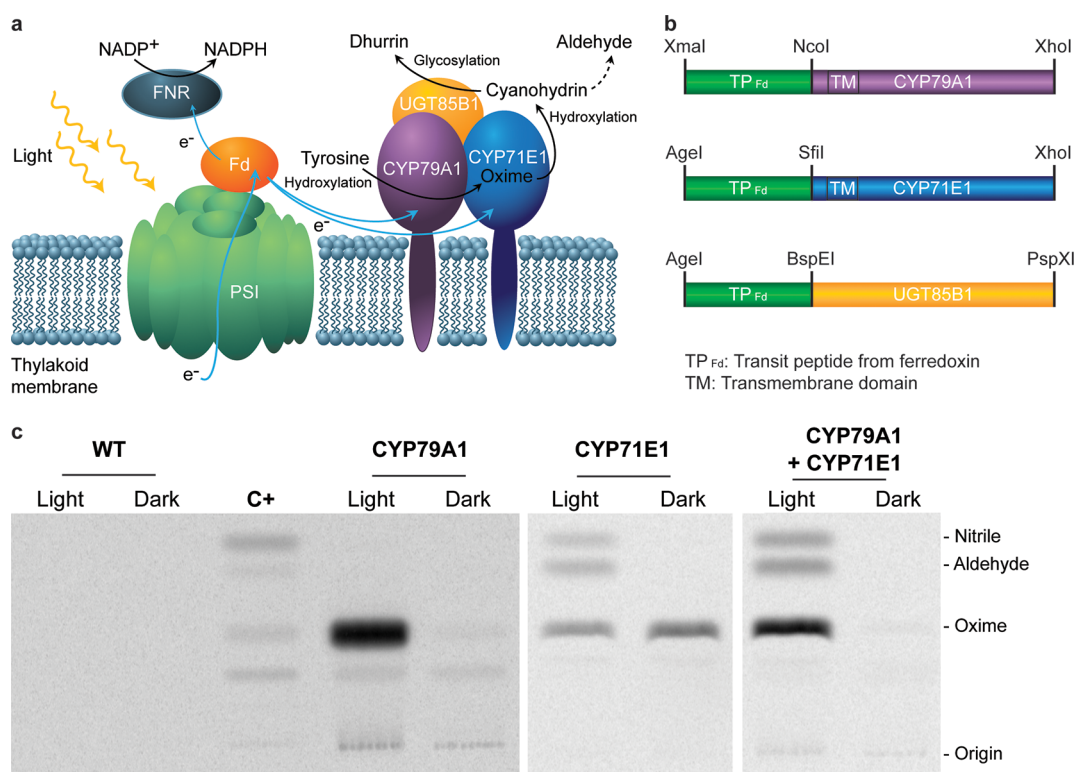 a
NADP+
NADPH
FNR
e-
Light
Fd
PSI
e-
e-
Thylakoid
membrane
Dhurrin
Glycosylation
Aldehyde
Cyanohydrin
UGT85B1
Hydroxylation
Tyrosine
Hydroxylation
CYP79A1
CYP71E1
Oxime
b
XmaI
NcoI
XhoI
TP Fd
TM
CYP79A1
AgeI
SfiI
XhoI
TP Fd
TM
CYP71E1
AgeI
BspEI
PspXI
TP Fd
UGT85B1
TP Fd: Transit peptide from ferredoxin
TM: Transmembrane domain
c
WT
Light
Dark
C+
CYP79A1
Light
Dark
CYP71E1
Light
Dark
CYP79A1
+ CYP71E1
Light
Dark
- Nitrile
- Aldehyde
- Oxime
- Origin